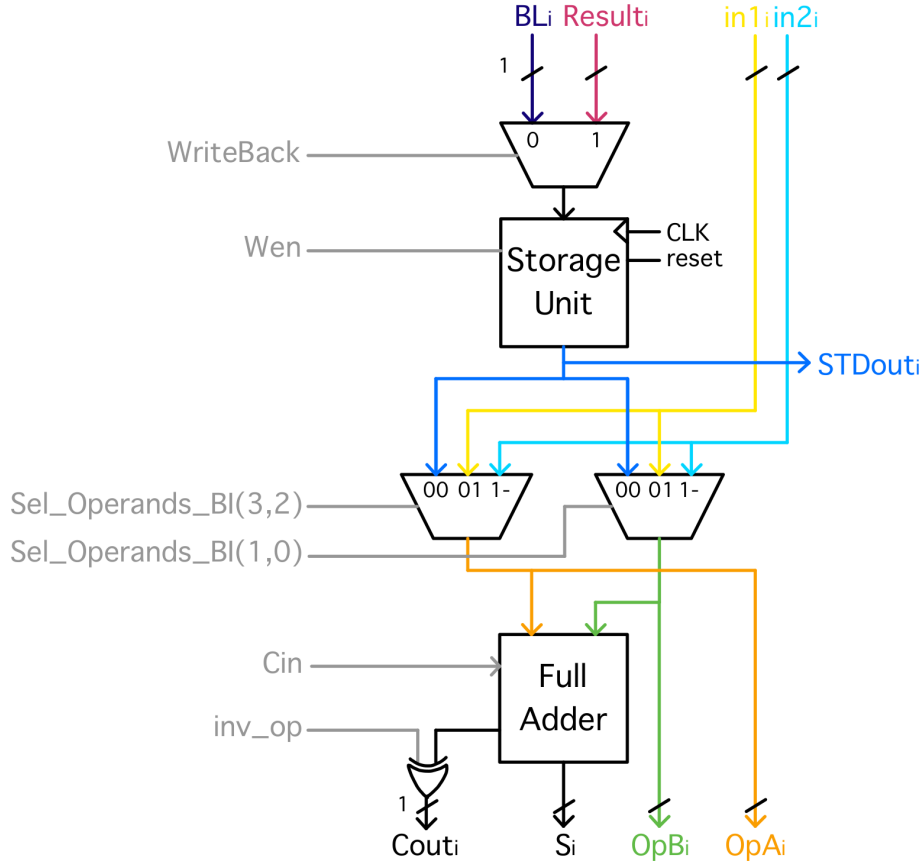 BLi Resulti in1i in2i
1
0 1
WriteBack
CLK
Wen
reset
Storage
Unit
STDouti
00 01 1- 00 01 1-
Sel_Operands_BI(3,2)
Sel_Operands_BI(1,0)
Cin
Full
Adder
inv_op
1
Couti Si OpBi OpAi